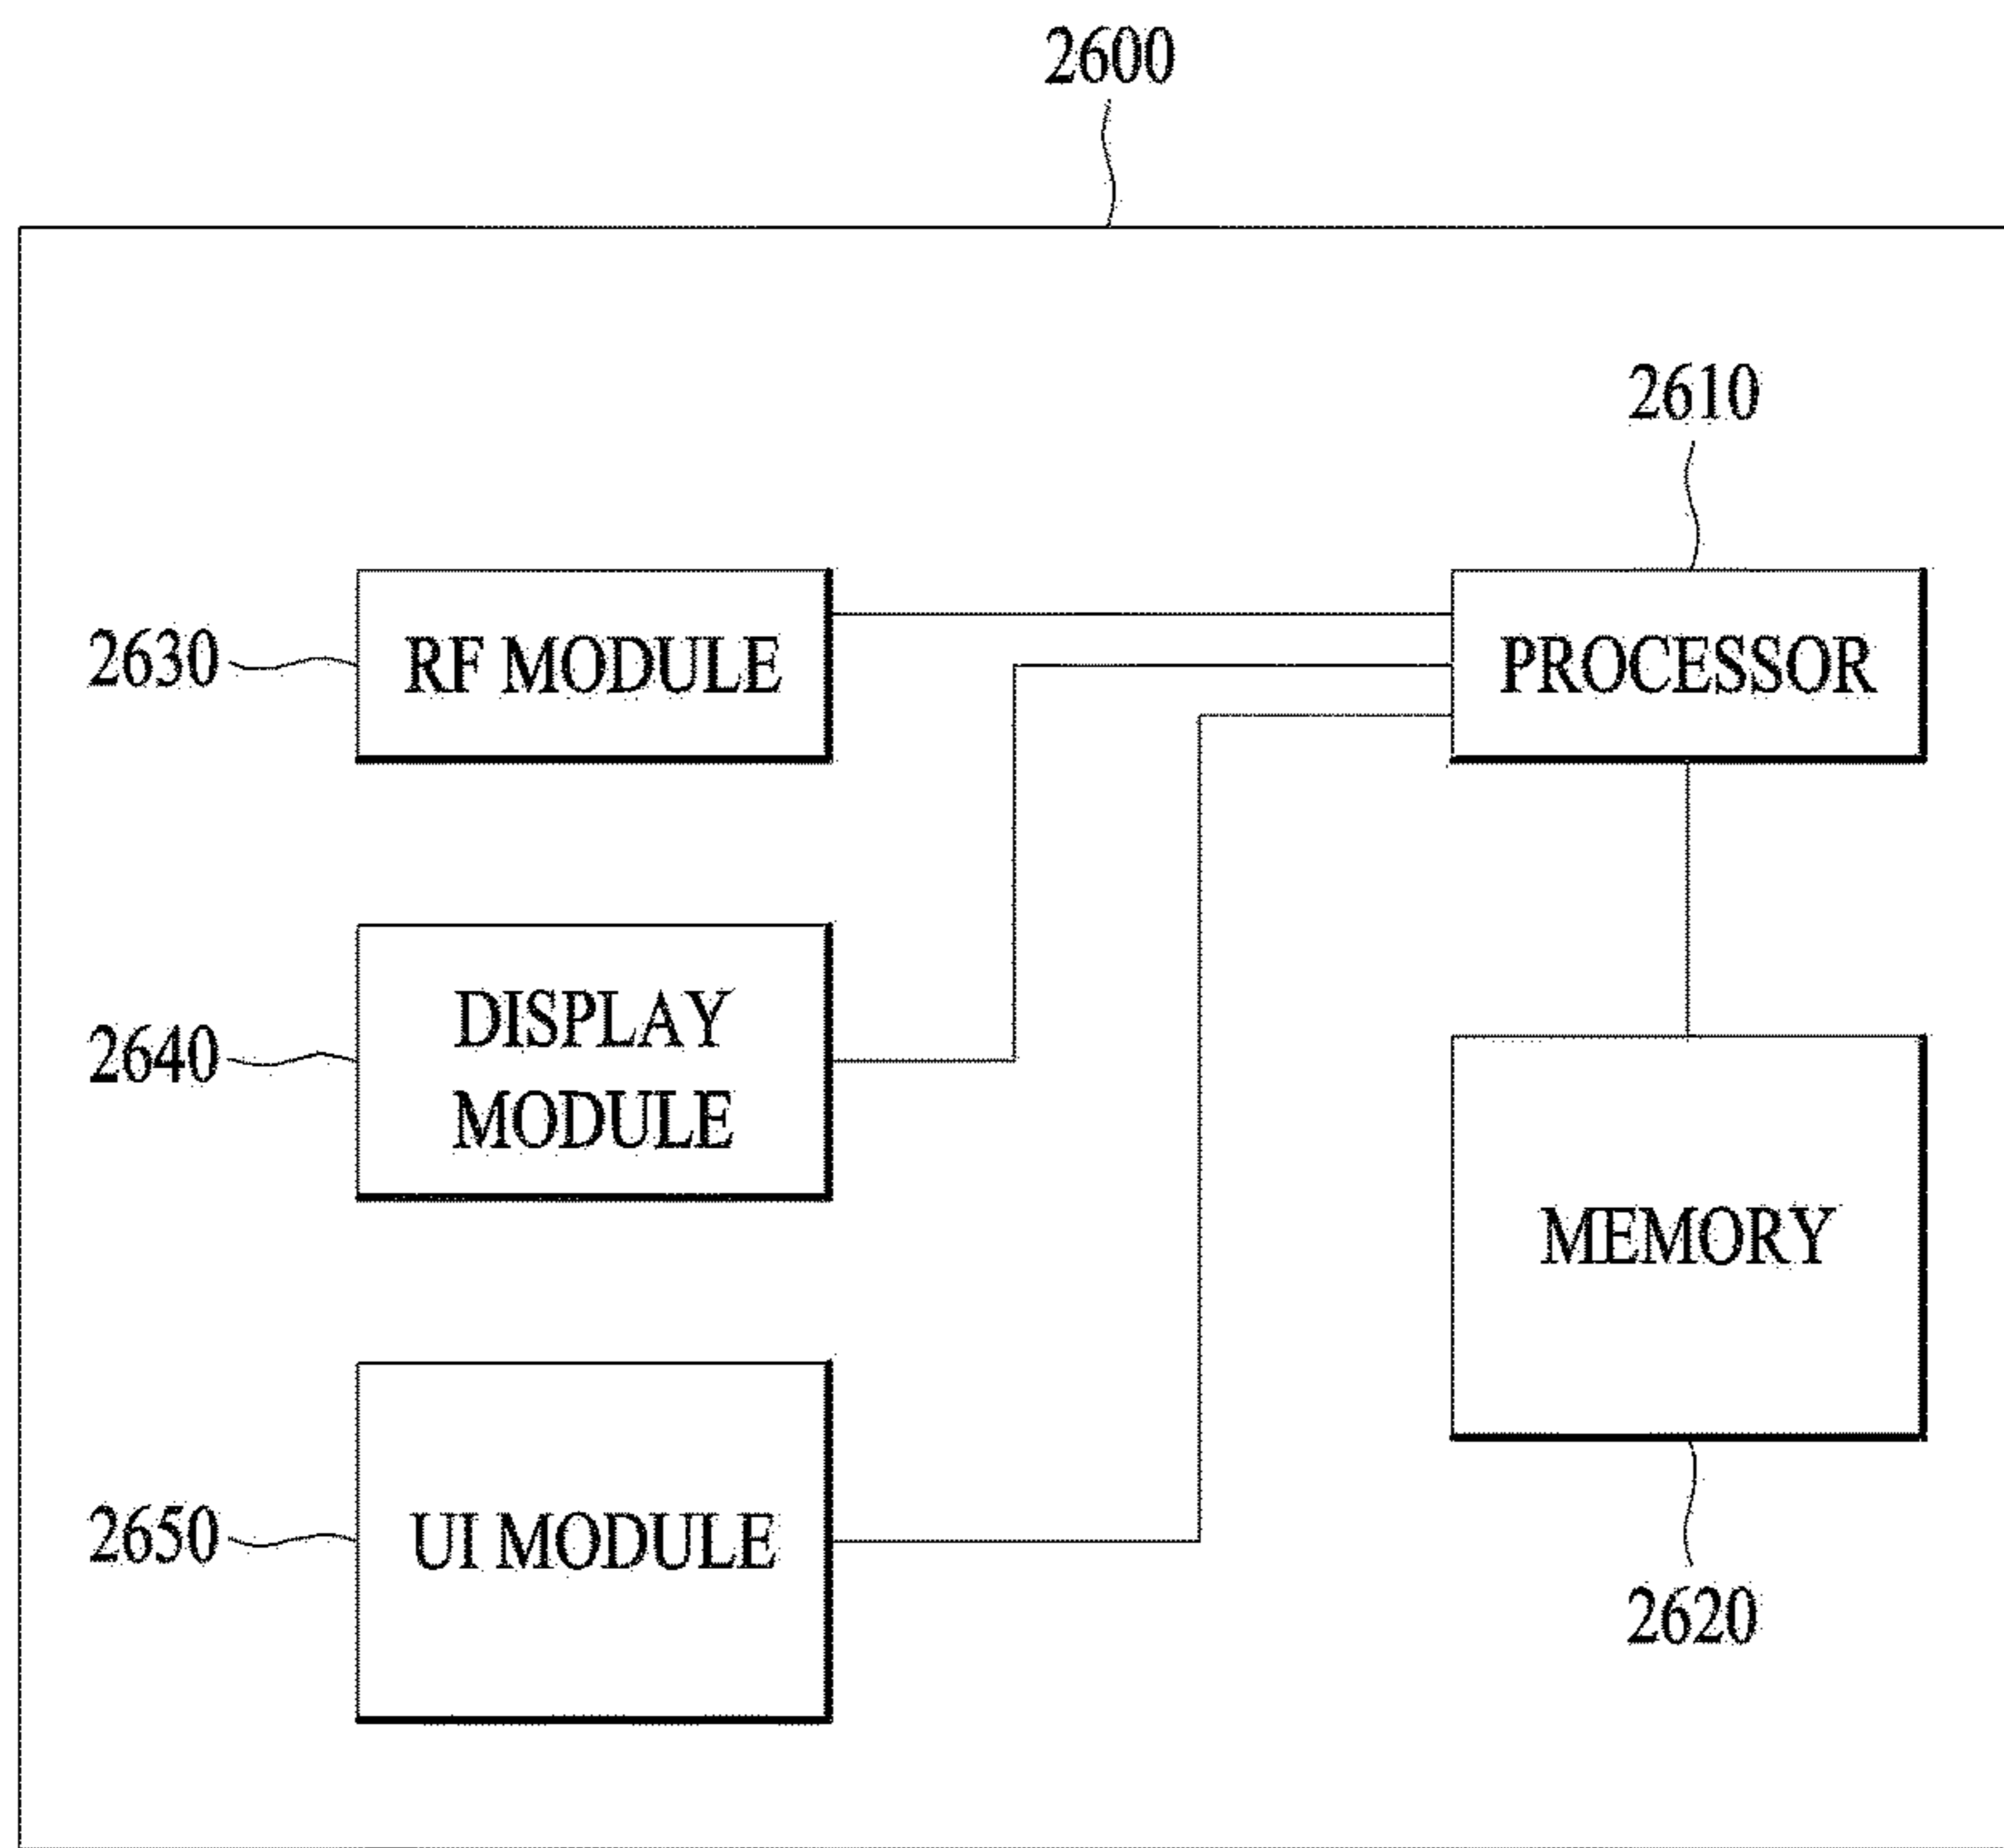 2600
2610
2630
RF MODULE
PROCESSOR
2640
DISPLAY
MODULE
MEMORY
2650
UI MODULE
2620